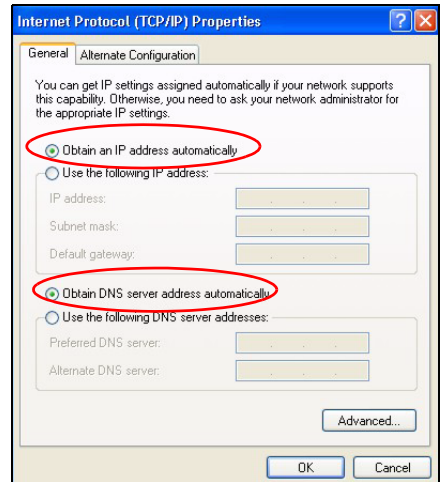 Internet Protocol (TCP/IP) Properties
General
Alternate Configuration
You can get IP settings assigned automatically if your network supports
this capability. Otherwise, you need to ask your network administrator for
the appropriate IP settings.
Obtain an IP address automatically
Use the following IP address:
IP address:
Subnet mask:
Default gateway:
Obtain DNS server address automatically
Use the following DNS server addresses:
Preferred DNS server:
Alternate DNS server:
Advanced...
OK
Cancel